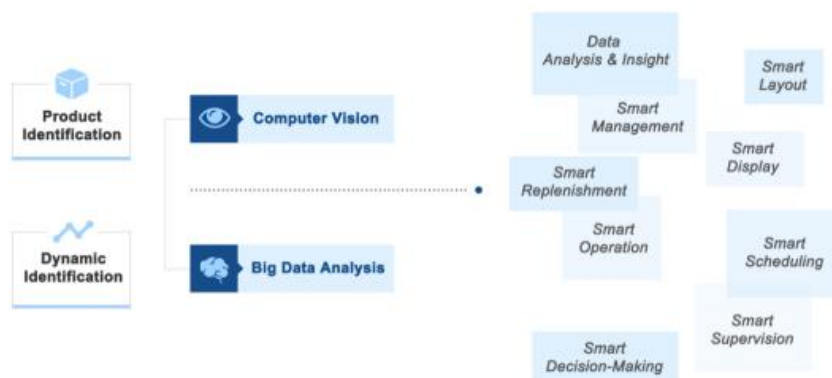 Product
Identification
Dynamic
Identification
Computer Vision
Big Data Analysis
Data
Analysis & Insight
Smart
Layout
Smart
Management
Smart
Display
Smart
Replenishment
Smart
Operation
Smart
Scheduling
Smart
Supervision
Smart
Decision-Making